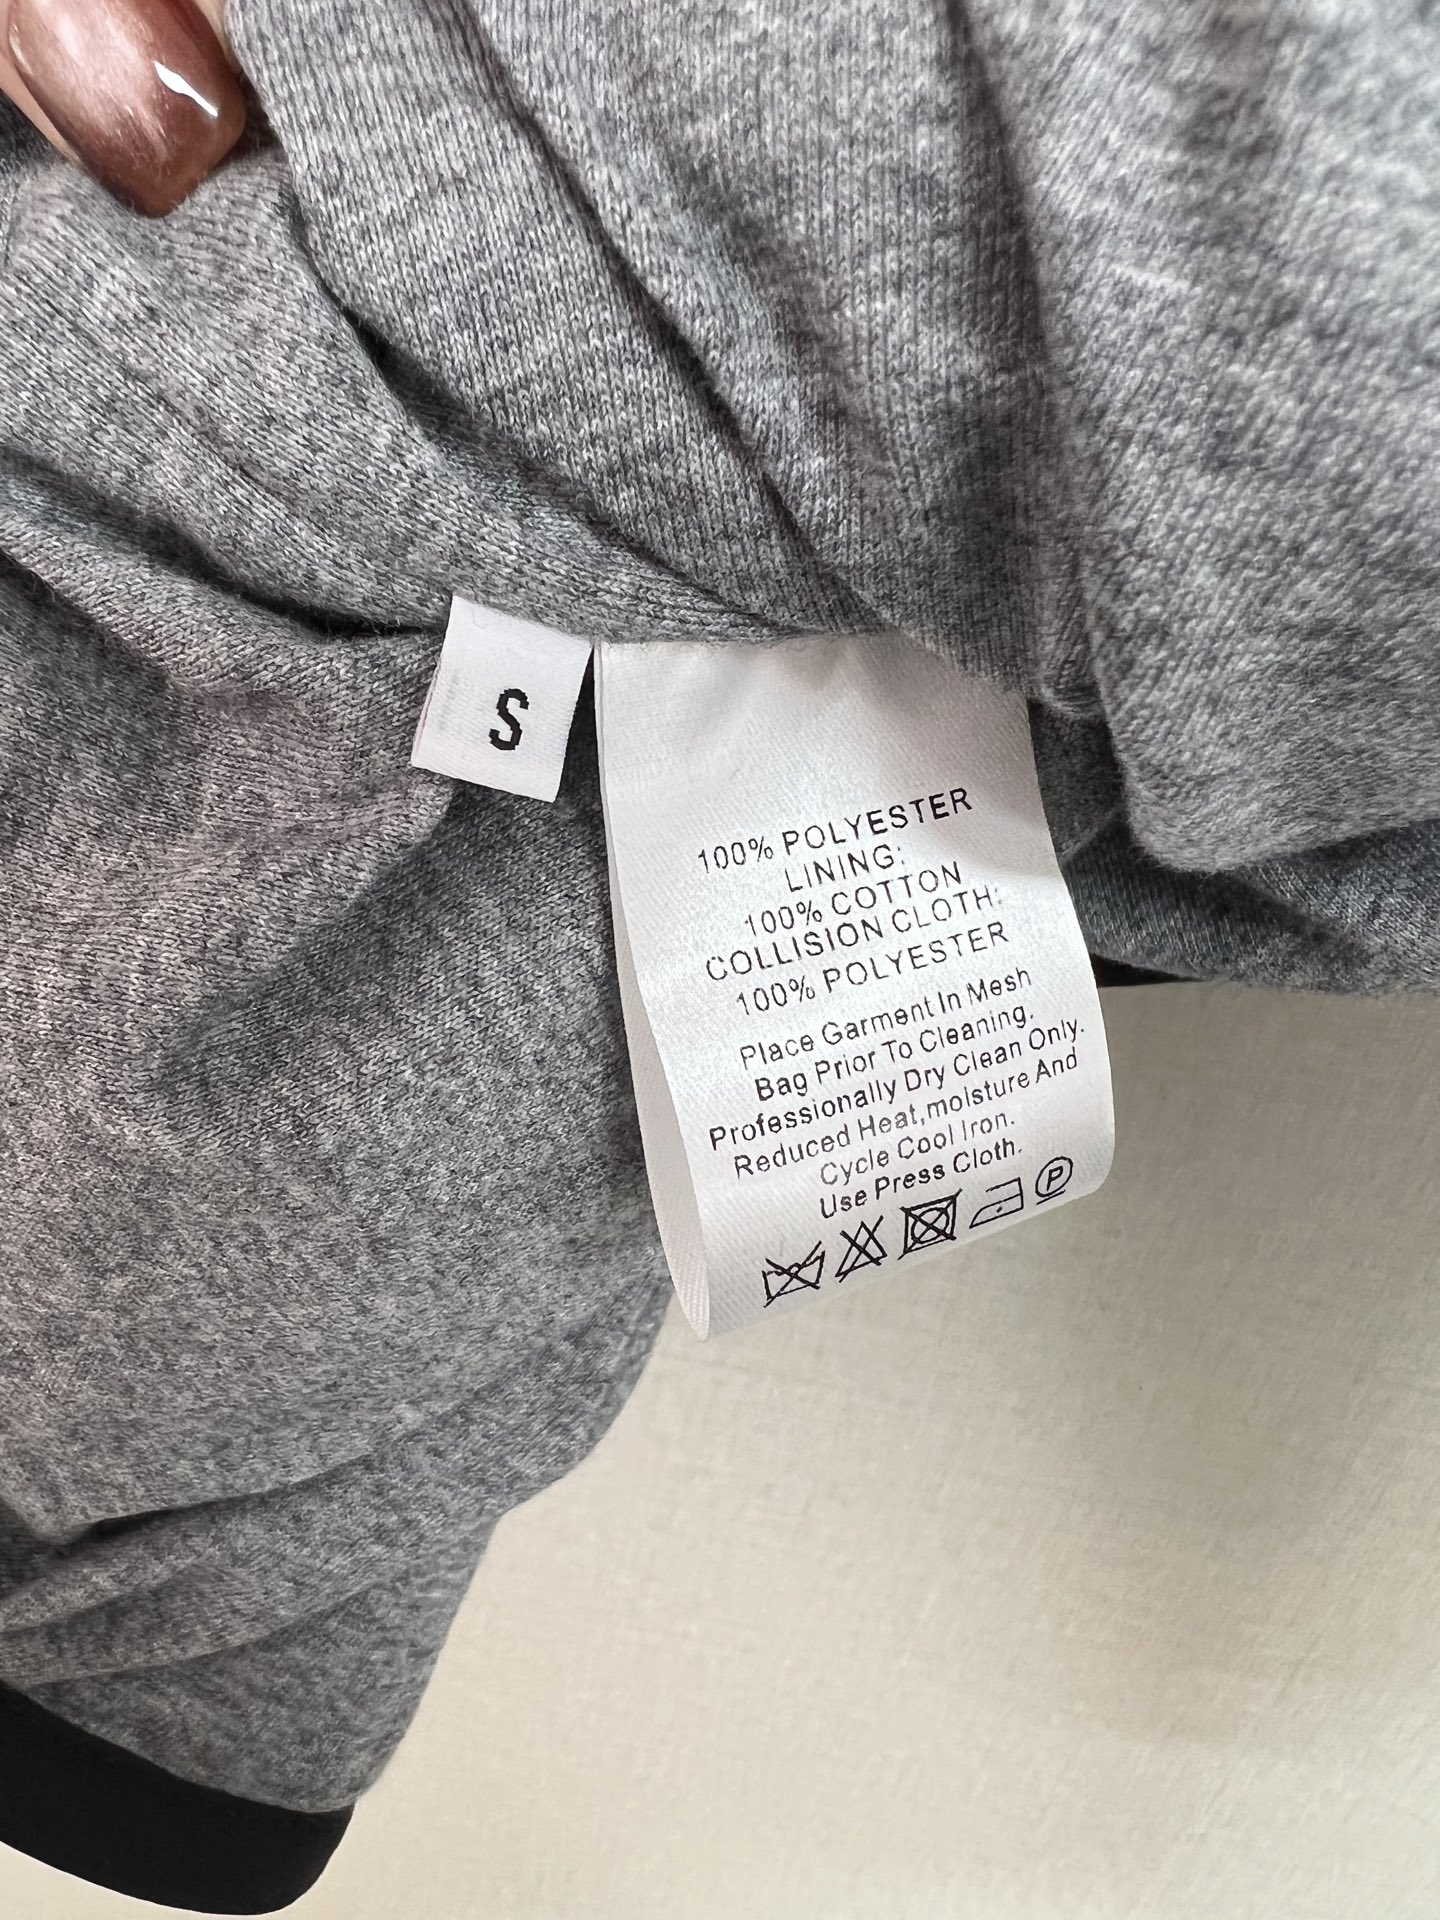 S
100% POLYESTER
LINING:
100% COTTON
COLLISION CLOTH:
100% POLYESTER
Place Garment In Mesh
Bag Prior To Cleaning.
Professionally Dry Clean Only.
Reduced Heat,moisture And
Cycle Cool Iron.
Use Press Cloth.
P